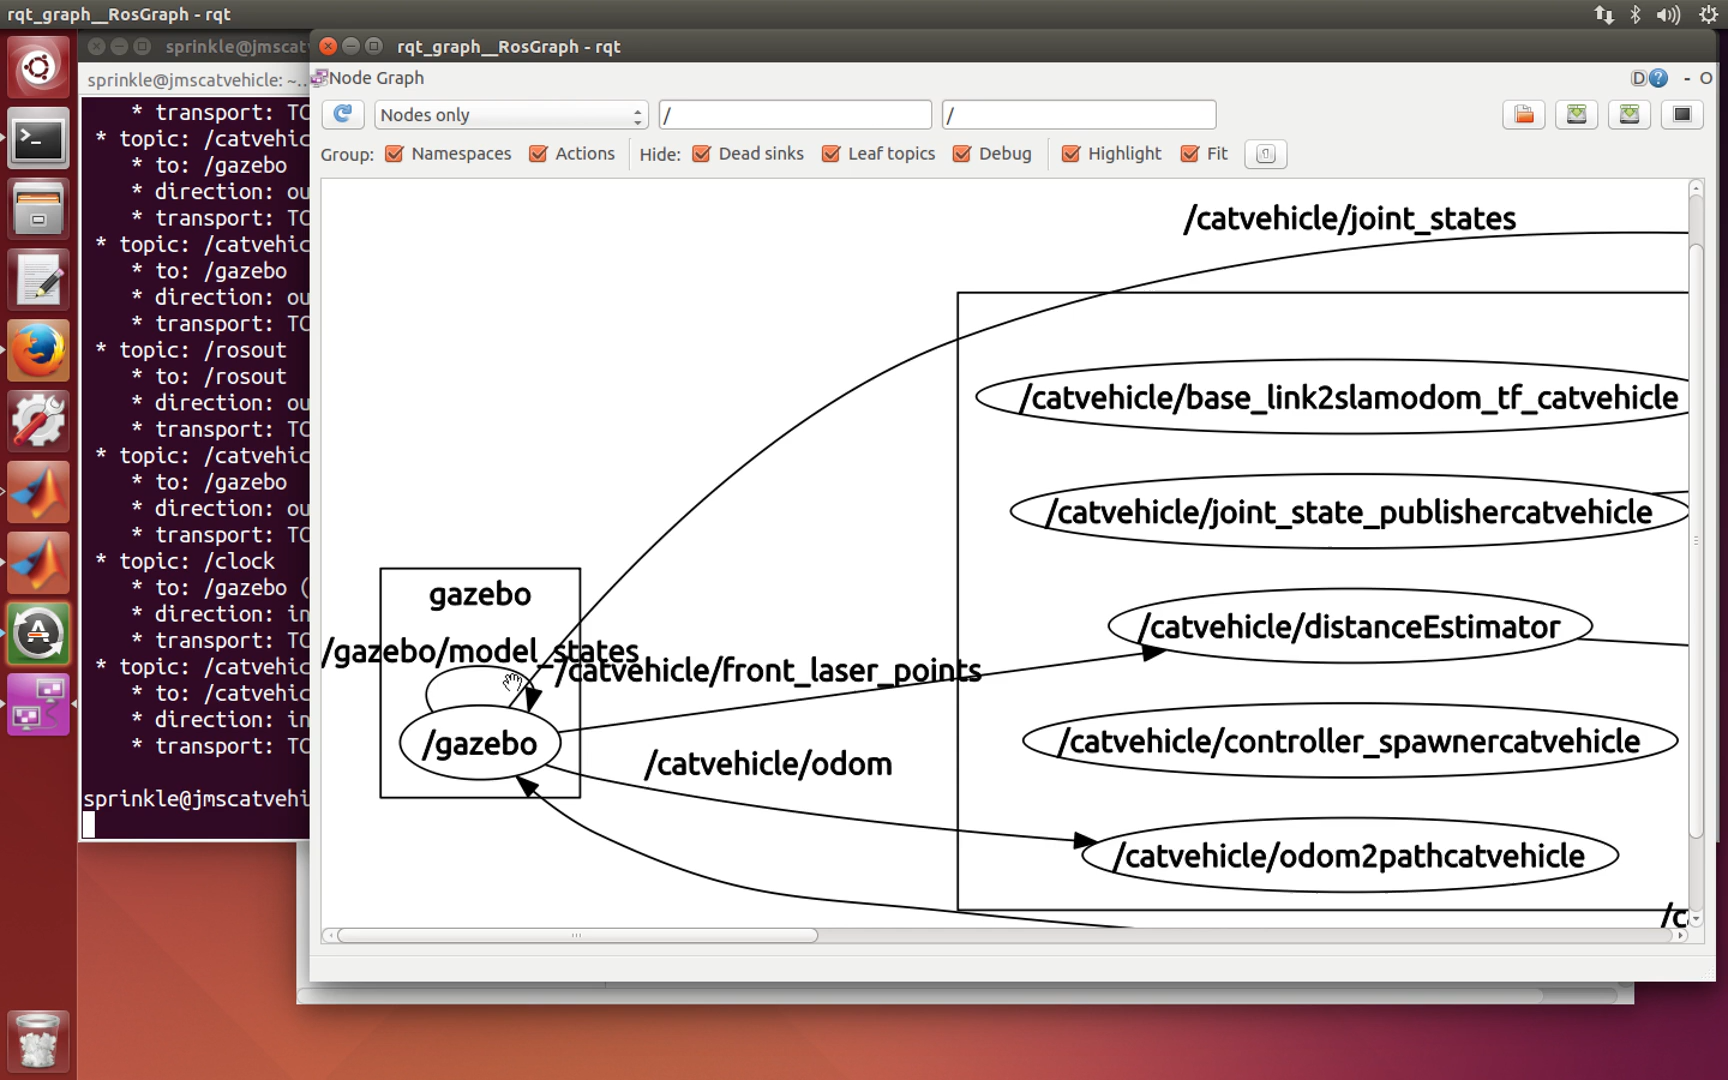 rqt_graph__RosGraph - rqt
sprinkle@jmscatv
rqt_graph__RosGraph - rqt
sprinkle@jmscatvehicle: ~...
Node Graph
D ? - O
Nodes only
/
/
Group: Namespaces Actions Hide: Dead sinks Leaf topics Debug Highlight Fit
* transport: TC
* topic: /catvehic
* to: /gazebo
* direction: ou
* transport: TC
* topic: /catvehic
* to: /gazebo
* direction: ou
* transport: TC
* topic: /rosout
* to: /rosout
* direction: ou
* transport: TC
* topic: /catvehic
* to: /gazebo
* direction: ou
* transport: TC
* topic: /clock
* to: /gazebo (
* direction: in
* transport: TC
* topic: /catvehic
* to: /catvehic
* direction: in
* transport: TC
sprinkle@jmscatvehi
/catvehicle/joint_states
/catvehicle/base_link2slamodom_tf_catvehicle
/catvehicle/joint_state_publishercatvehicle
gazebo
/gazebo/model_states
/catvehicle/front_laser_points
/catvehicle/distanceEstimator
/gazebo
/catvehicle/odom
/catvehicle/controller_spawnercatvehicle
/catvehicle/odom2pathcatvehicle
/c